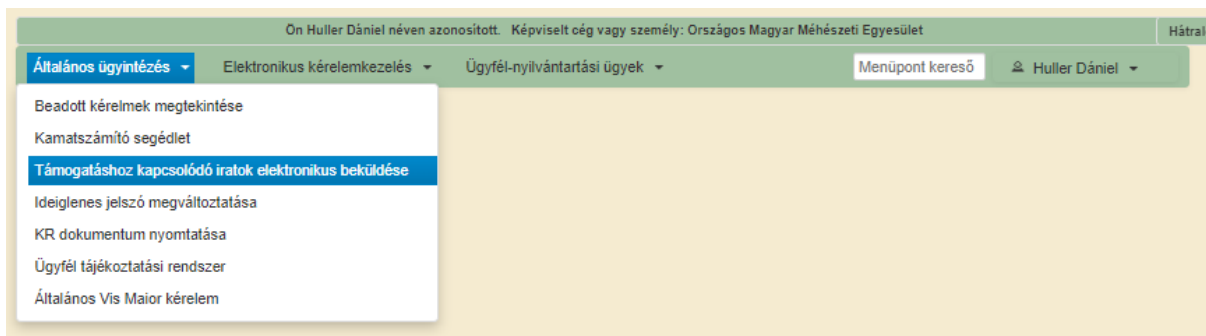 Ön Huller Dániel néven azonosított. Képviselt cég vagy személy: Országos Magyar Méhészeti Egyesület
Általános ügyintézés Elektronikus kérelemkezelés Ügyfél-nyilvántartási ügyek Menüpont kereső Huller Dániel
Beadott kérelmek megtekintése
Kamatszámító segédlet
Támogatáshoz kapcsolódó iratok elektronikus beküldése
Ideiglenes jelszó megváltoztatása
KR dokumentum nyomtatása
Ügyfél tájékoztatási rendszer
Általános Vis Maior kérelem